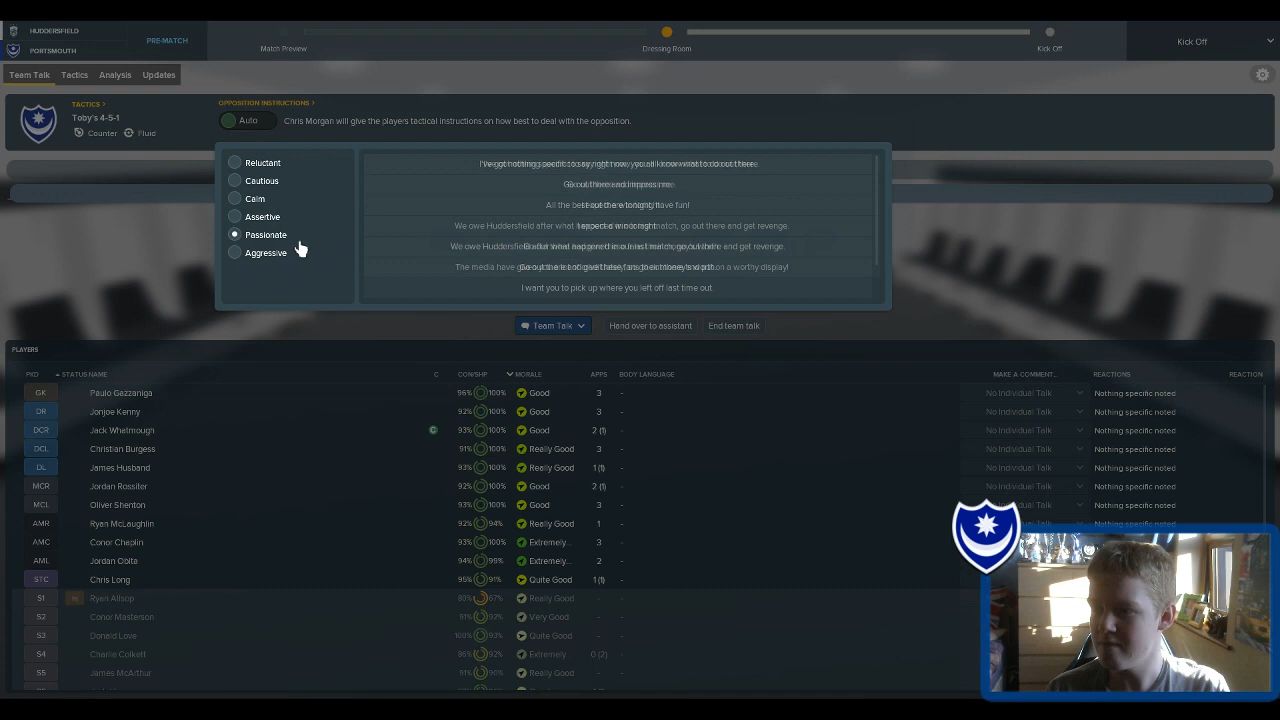 HUDDERSFIELD
PORTSMOUTH
PRE-MATCH
Match Preview
Dressing Room
Kick Off
Kick Off
Team Talk Tactics Analysis Updates
TACTICS >
Toby's 4-5-1
Counter Fluid
OPPOSITION INSTRUCTIONS >
Auto
Chris Morgan will give the players tactical instructions on how best to deal with the opposition.
Reluctant
Cautious
Calm
Assertive
Passionate
Aggressive
I want you to pick up where you left off last time out.
Team Talk Hand over to assistant End team talk
PLAYERS
PKD STATUS NAME C CON/SHP MORALE APPS BODY LANGUAGE MAKE A COMMENT... REACTIONS REACTION
GK Paulo Gazzaniga 96% 100% Good 3 - No Individual Talk Nothing specific noted
DR Jonjoe Kenny 92% 100% Good 3 - No Individual Talk Nothing specific noted
DCR Jack Whatmough C 93% 100% Good 2 (1) - No Individual Talk Nothing specific noted
DCL Christian Burgess 91% 100% Really Good 3 - No Individual Talk Nothing specific noted
DL James Husband 93% 100% Really Good 1 (1) - No Individual Talk Nothing specific noted
MCR Jordan Rossiter 92% 100% Good 2 (1) - No Individual Talk Nothing specific noted
MCL Oliver Shenton 93% 100% Good 3 - No Individual Talk Nothing specific noted
AMR Ryan McLaughlin 92% 94% Really Good 1 - No Individual Talk Nothing specific noted
AMC Conor Chaplin 93% 100% Extremely... 3 -
AML Jordan Obita 94% 99% Extremely... 2 -
STC Chris Long 95% 91% Quite Good 1 (1) -
S1 Ryan Allsop 67% Really Good - -
S2 Conor Masterson 91% 92% Very Good - -
S3 Donald Love 100% 93% Quite Good - -
S4 Charlie Colkett 92% Extremely... 0 (2) -
S5 James McArthur 91% 90% Really Good - -